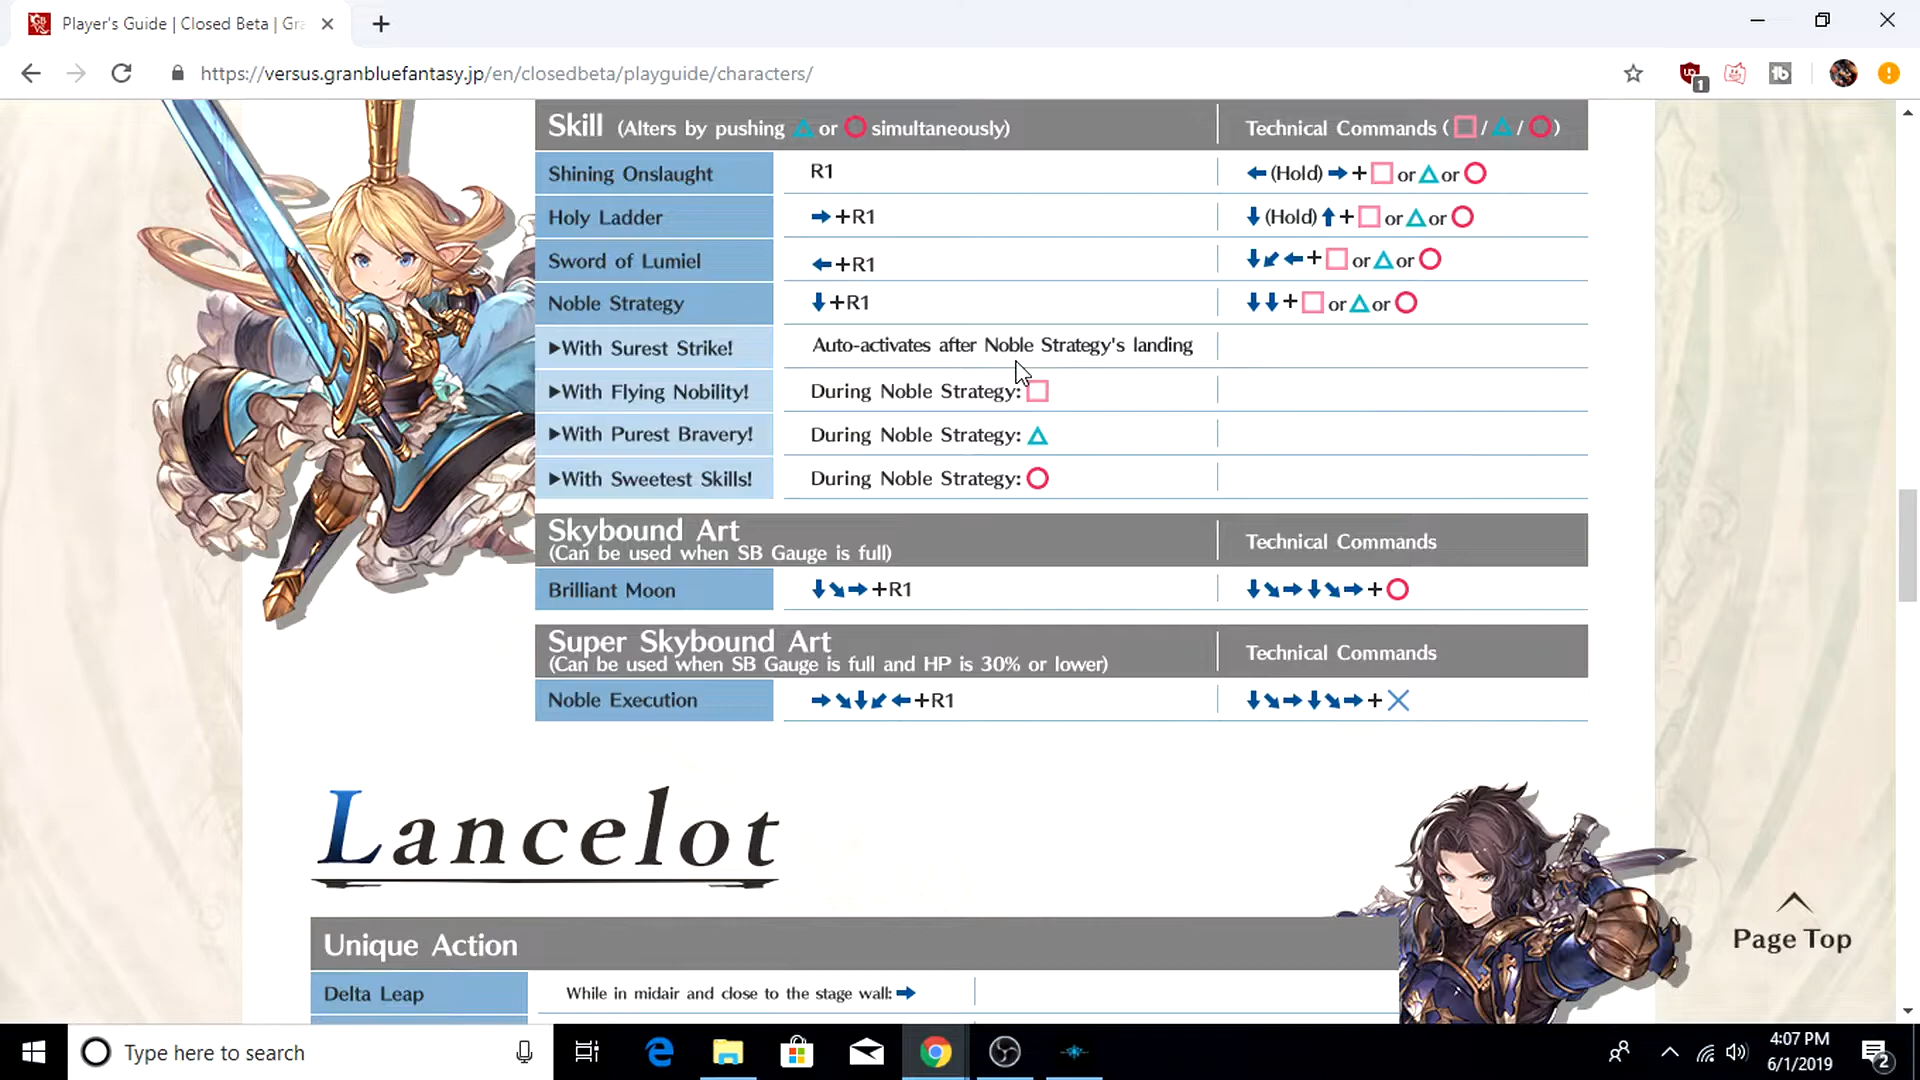 Player's Guide | Closed Beta | Gra
https://versus.granbluefantasy.jp/en/closedbeta/playguide/characters/
1
Skill (Alters by pushing △ or ○ simultaneously) Technical Commands ( □ / △ / ○ )
Shining Onslaught R1 ← (Hold) → + □ or △ or ○
Holy Ladder → +R1 ↓ (Hold) ↑ + □ or △ or ○
Sword of Lumiel ← +R1 ↓ ↙ ← + □ or △ or ○
Noble Strategy ↓ +R1 ↓ ↓ + □ or △ or ○
▶With Surest Strike! Auto-activates after Noble Strategy's landing
▶With Flying Nobility! During Noble Strategy: □
▶With Purest Bravery! During Noble Strategy: △
▶With Sweetest Skills! During Noble Strategy: ○
Skybound Art
(Can be used when SB Gauge is full) Technical Commands
Brilliant Moon ↓ ↘ → +R1 ↓ ↘ → ↓ ↘ → + ○
Super Skybound Art
(Can be used when SB Gauge is full and HP is 30% or lower) Technical Commands
Noble Execution → ↘ ↓ ↙ ← +R1 ↓ ↘ → ↓ ↘ → + ✕
Lancelot
Page Top
Unique Action
Delta Leap While in midair and close to the stage wall: →
Type here to search
4:07 PM
6/1/2019
2